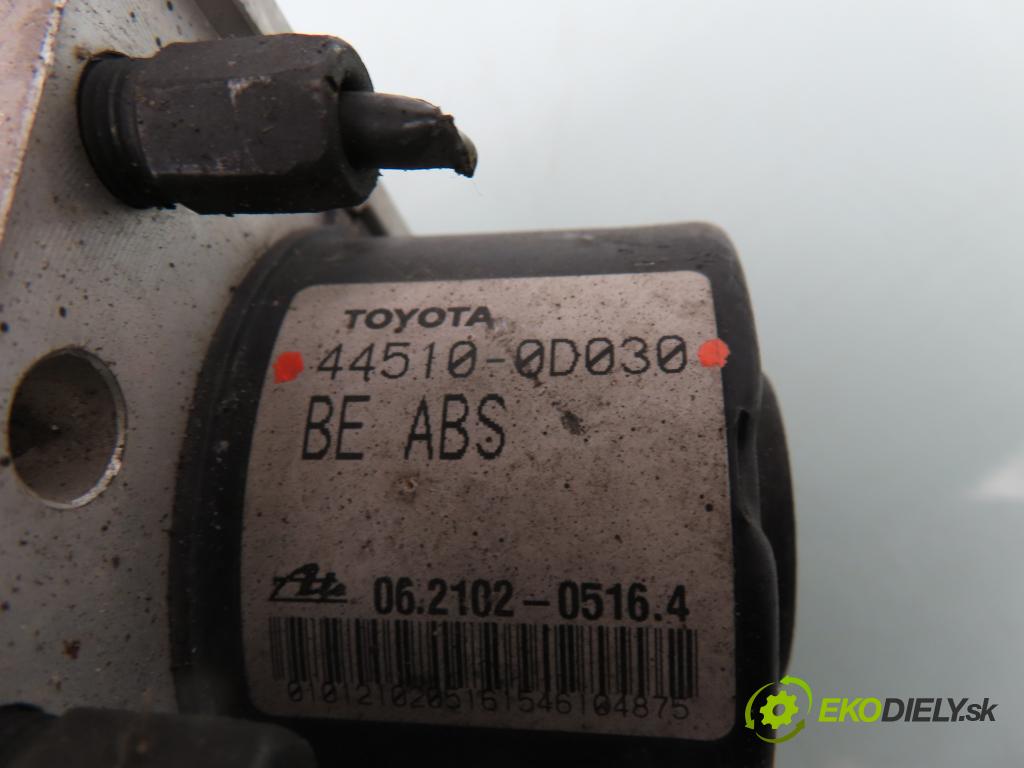 TOYOTA
44510-0D030
BE ABS
Ate 06.2102-0516.4
0101210205161546104875
EKODIELY.sk